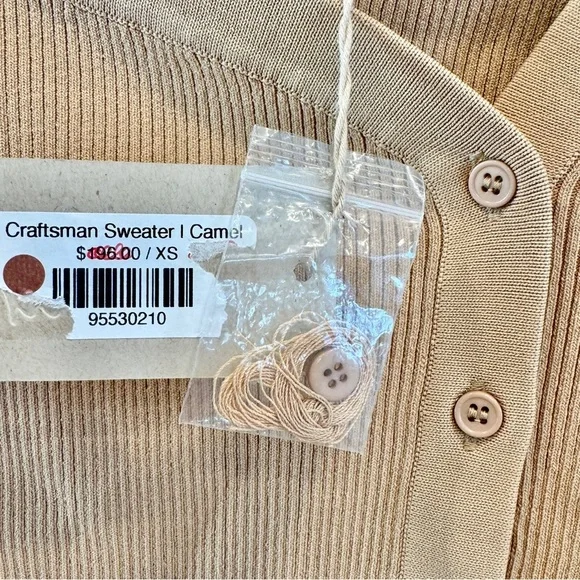 Craftsman Sweater | Camel
$196.00 / XS
95530210